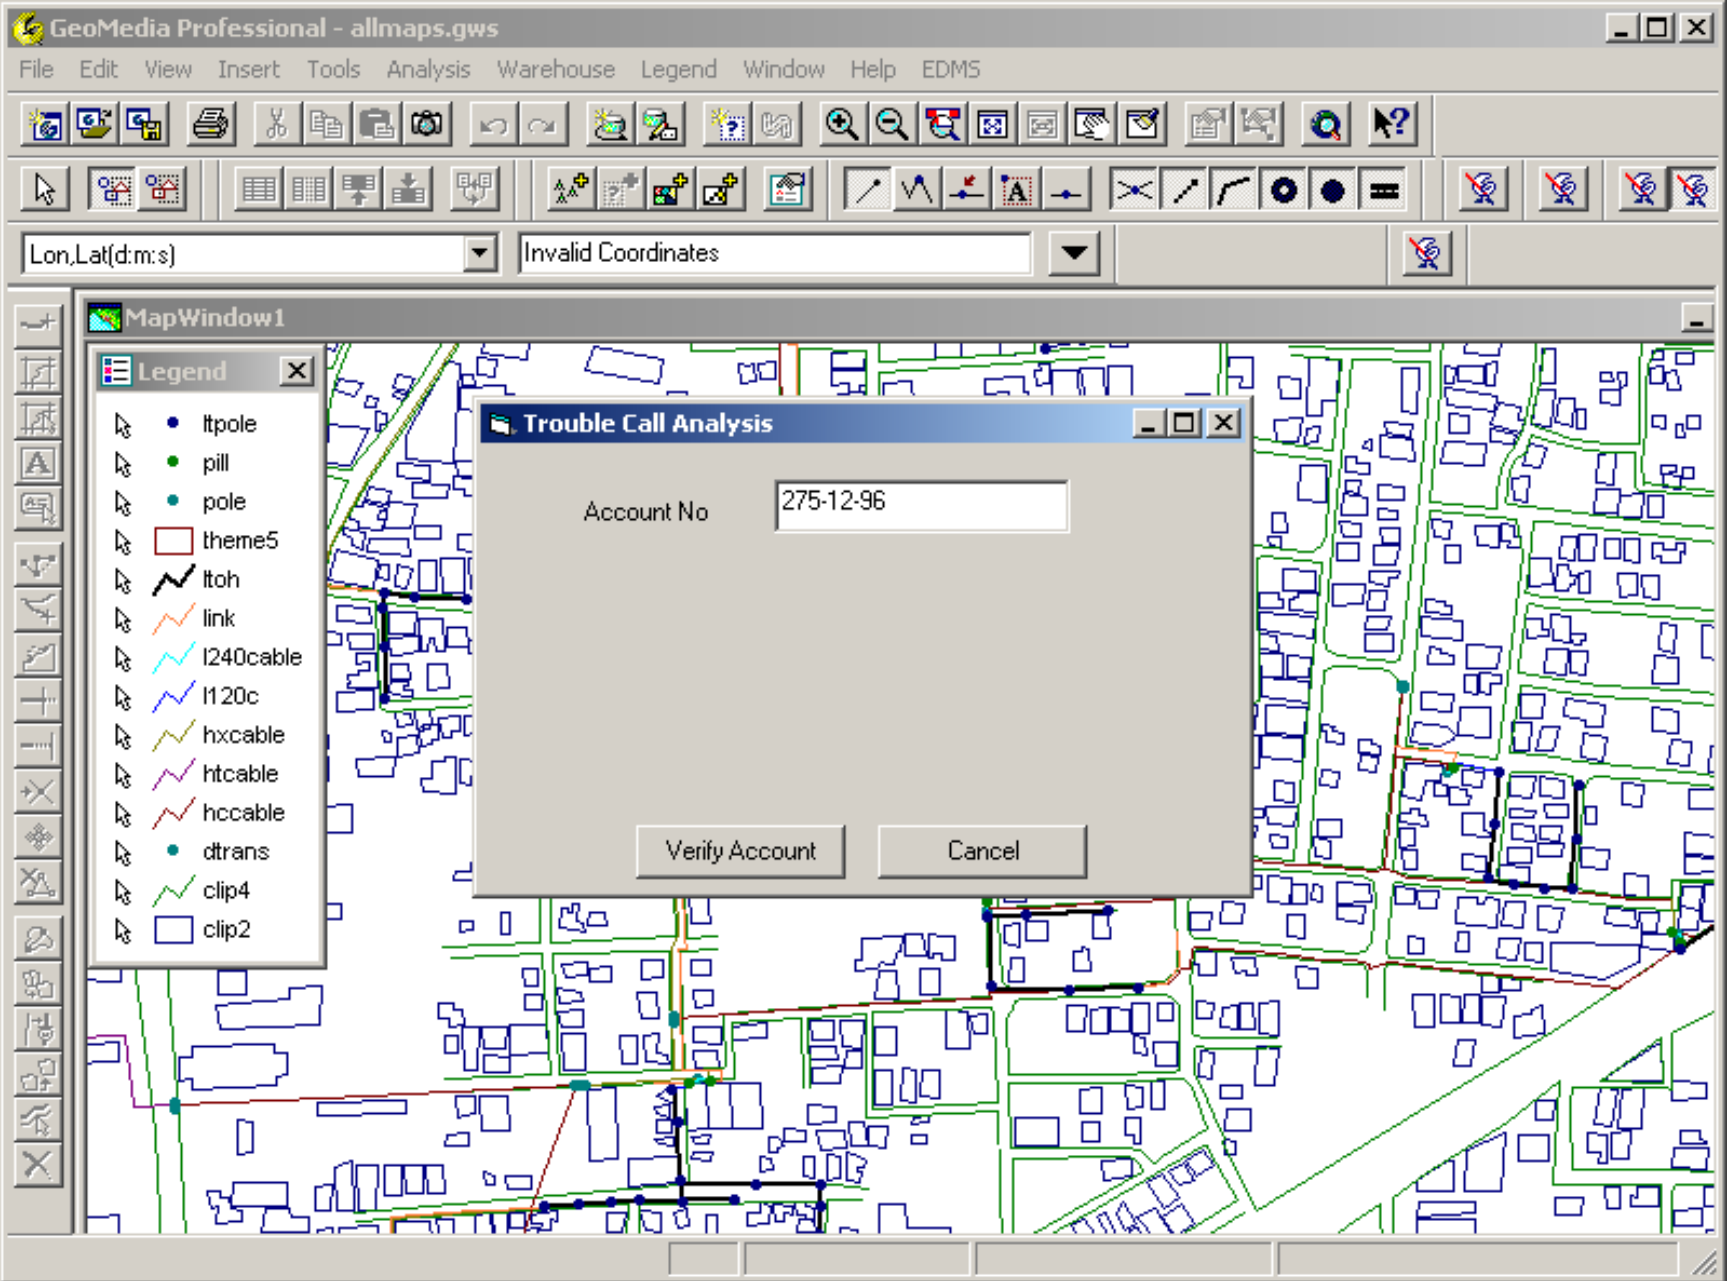 GeoMedia Professional - allmaps.gws
File Edit View Insert Tools Analysis Warehouse Legend Window Help EDMS
Lon,Lat(d:m:s) Invalid Coordinates
MapWindow1
Legend
ltpole
pill
pole
theme5
ltoh
link
l240cable
l120c
hxcable
htcable
hccable
dtrans
clip4
clip2
Trouble Call Analysis
Account No 275-12-96
Verify Account Cancel